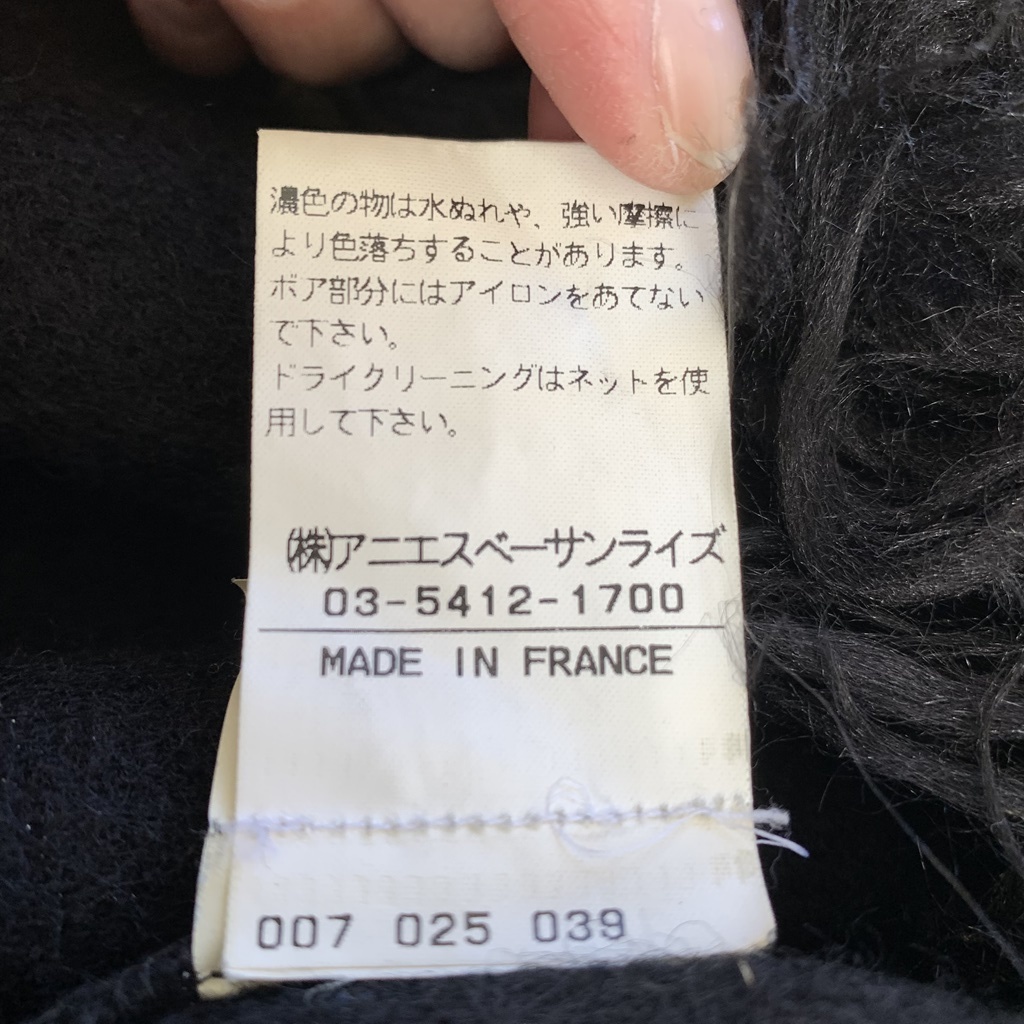 濃色の物は水ぬれや、強い摩擦に
より色落ちすることがあります。
ボア部分にはアイロンをあてない
で下さい。
ドライクリーニングはネットを使
用して下さい。
㈱アニエスベーサンライズ
03-5412-1700
MADE IN FRANCE
007 025 039